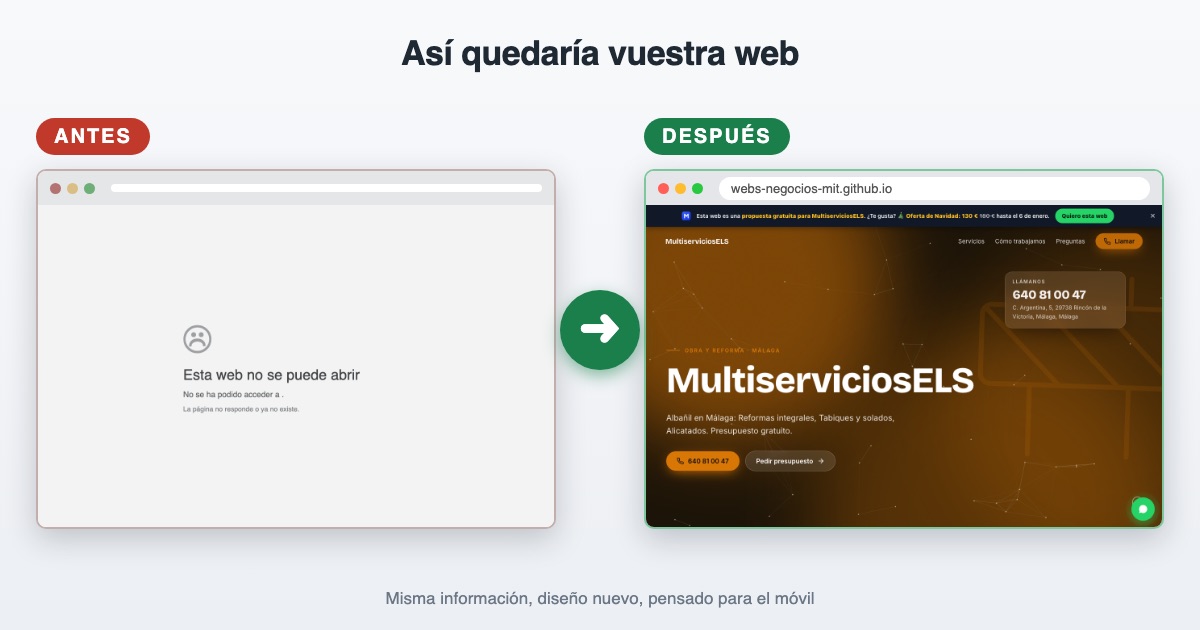 Así quedaría vuestra web
ANTES
DESPUÉS
Esta web no se puede abrir
No se ha podido acceder a .
La página no responde o ya no existe.
webs-negocios-mit.github.io
M Esta web es una propuesta gratuita para MultiserviciosELS. ¿Te gusta? 🎄 Oferta de Navidad: 130 € 180 € hasta el 6 de enero. Quiero esta web ×
MultiserviciosELS Servicios Cómo trabajamos Preguntas Llamar
LLÁMANOS
640 81 00 47
C. Argentina, 5, 29738 Rincón de la
Victoria, Málaga, Málaga
OBRA Y REFORMA · MÁLAGA
MultiserviciosELS
Albañil en Málaga: Reformas integrales, Tabiques y solados,
Alicatados. Presupuesto gratuito.
640 81 00 47 Pedir presupuesto →
Misma información, diseño nuevo, pensado para el móvil